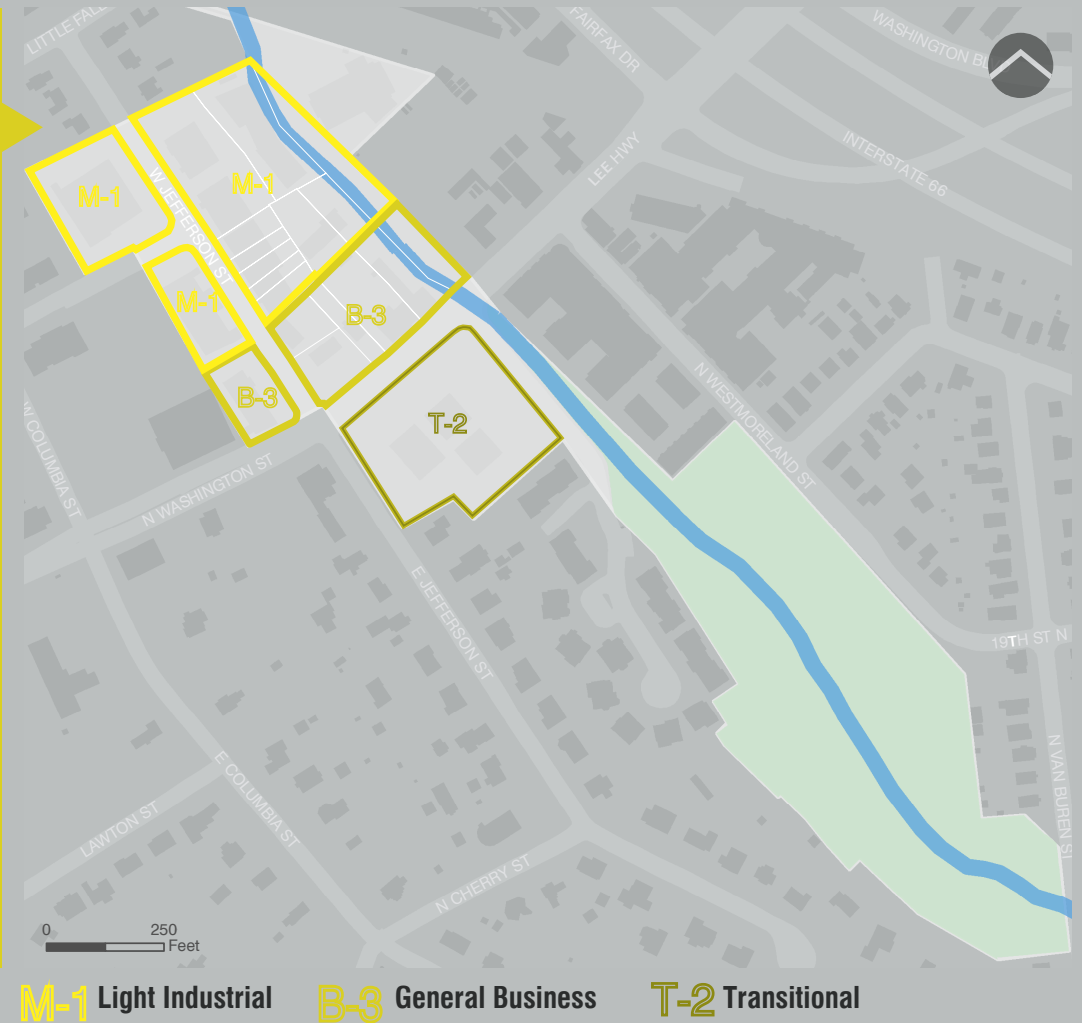 LITTLE FALL
FAIRFAX DR
WASHINGTON BL
INTERSTATE 66
LEE HWY
M-1
M-1
W JEFFERSON ST
M-1
B-3
B-3
T-2
N WESTMORELAND ST
W COLUMBIA ST
N WASHINGTON ST
E JEFFERSON ST
19TH ST N
N VAN BUREN ST
E COLUMBIA ST
LAWTON ST
N CHERRY ST
0 250
Feet
M-1 Light Industrial B-3 General Business T-2 Transitional